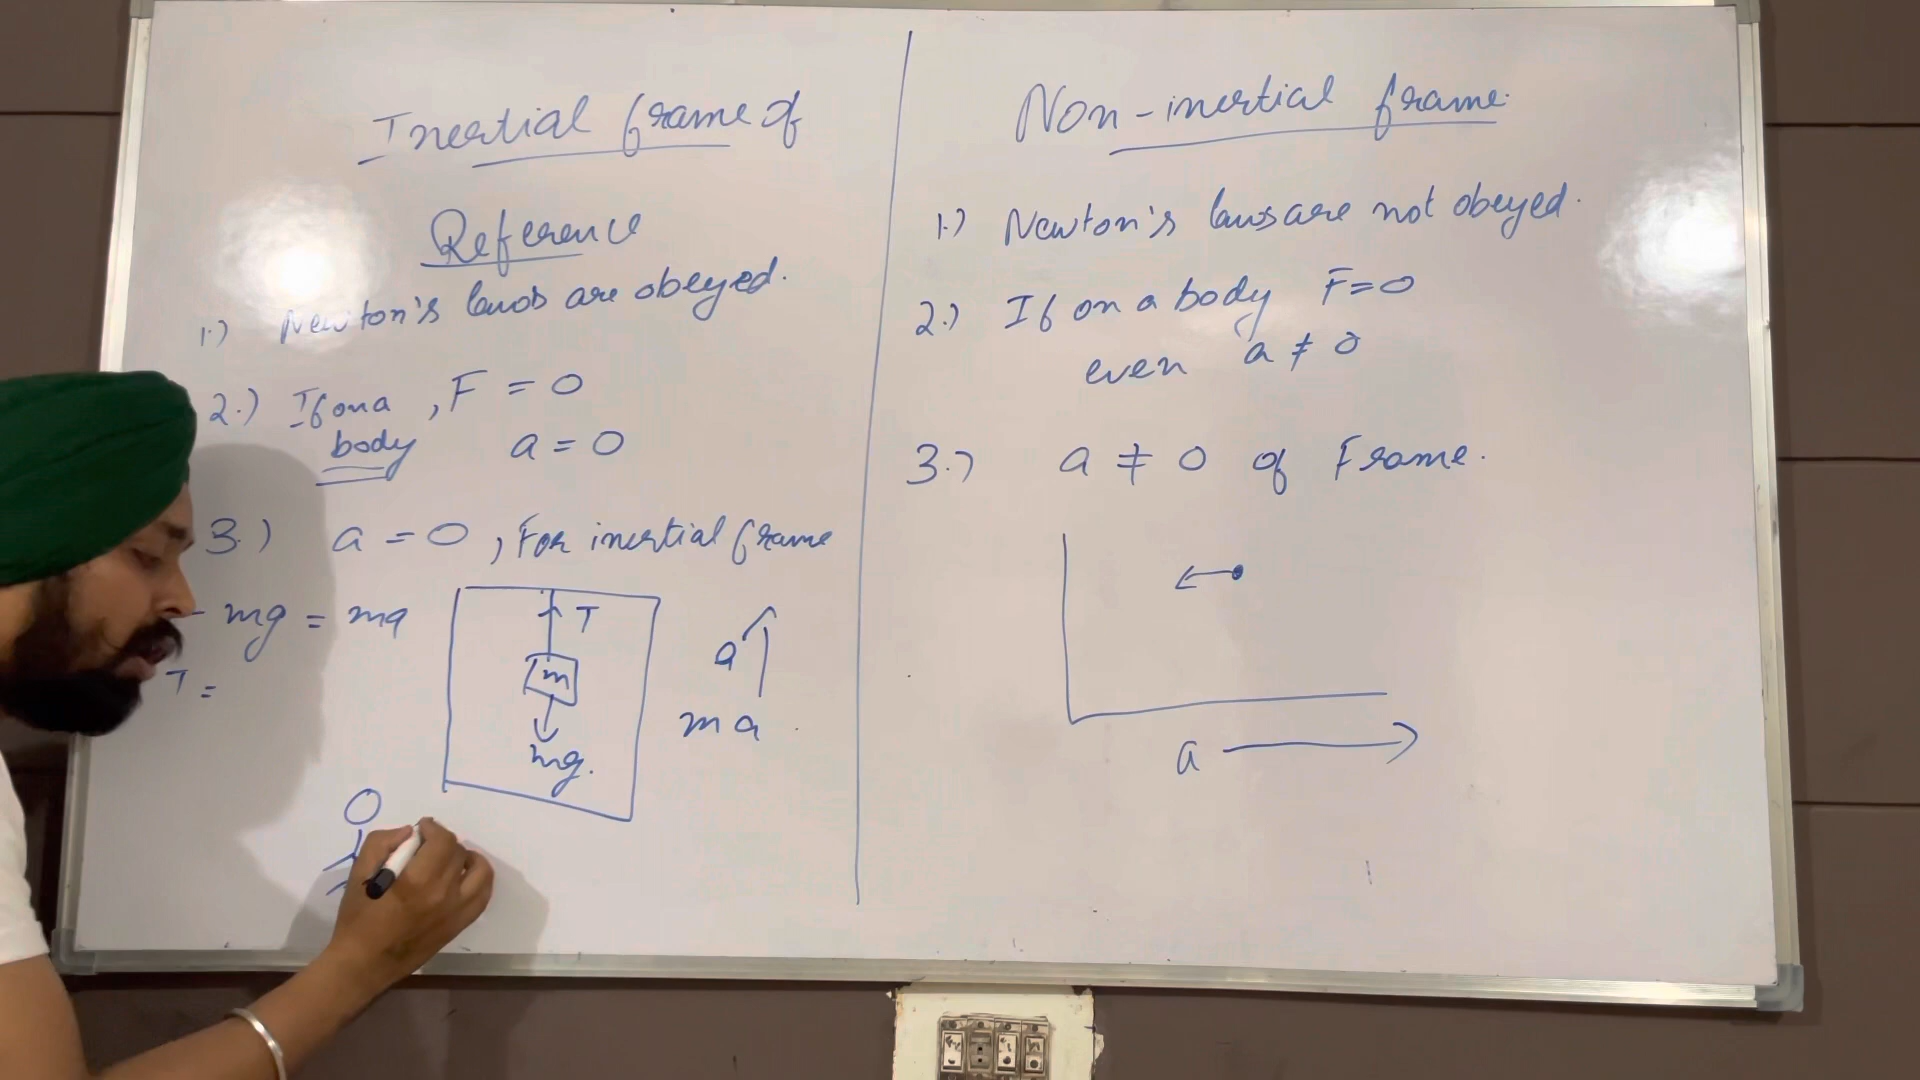 Inertial frame of
Reference
1.) Newton's laws are obeyed.
2.) If on a body, F = 0
a = 0
3.) a = 0, For inertial frame
- mg = ma
T =
T
m
mg.
a
ma
Non-inertial frame.
1.) Newton's laws are not obeyed.
2.) If on a body F=0
even a ≠ 0
3.) a ≠ 0 of Frame.
a